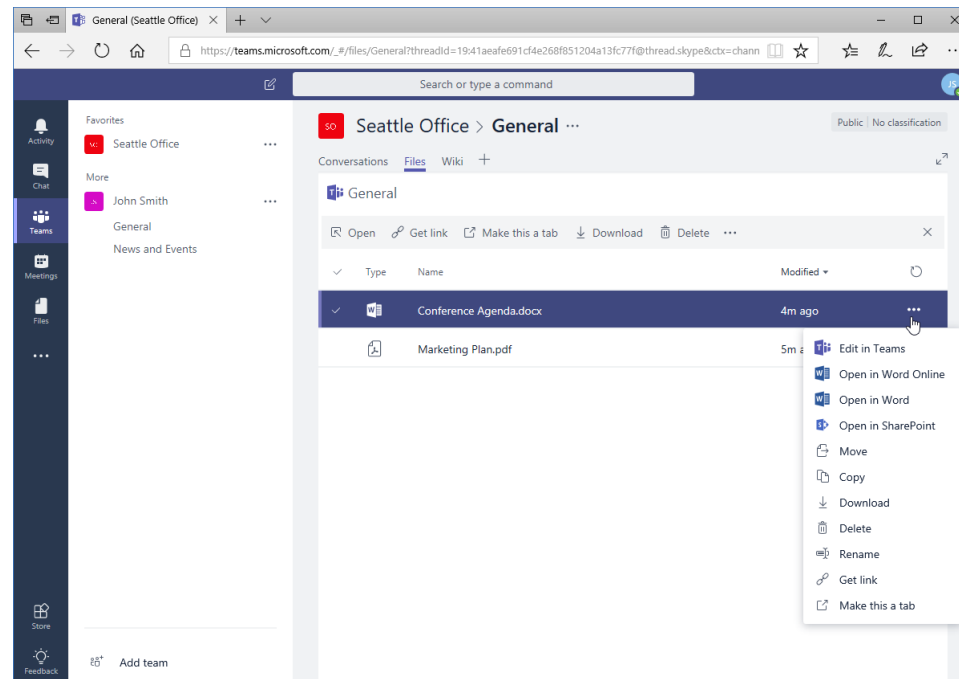 General (Seattle Office)
https://teams.microsoft.com/_#/files/General?threadId=19:41aeafe691cf4e268f851204a13fc77f@thread.skype&ctx=chann
Search or type a command
JS
Activity
Chat
Teams
Meetings
Files
Store
Feedback
Favorites
Seattle Office
More
John Smith
General
News and Events
Add team
SO
Seattle Office > General ...
Public | No classification
Conversations Files Wiki +
General
Open Get link Make this a tab Download Delete ...
Type Name Modified
Conference Agenda.docx 4m ago
Marketing Plan.pdf 5m a
Edit in Teams
Open in Word Online
Open in Word
Open in SharePoint
Move
Copy
Download
Delete
Rename
Get link
Make this a tab